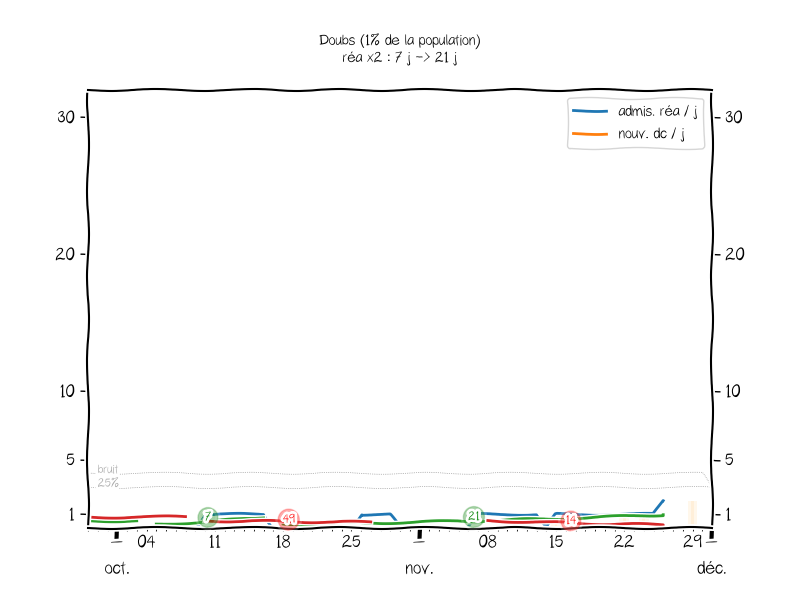 Doubs (1% de la population)
réa x2 : 7 j -> 21 j
30
30
admis. réa / j
nouv. dc / j
20
20
10
10
5
5
bruit
25%
1
1
7
49
21
14
04
11
18
25
08
15
22
29
oct.
nov.
déc.